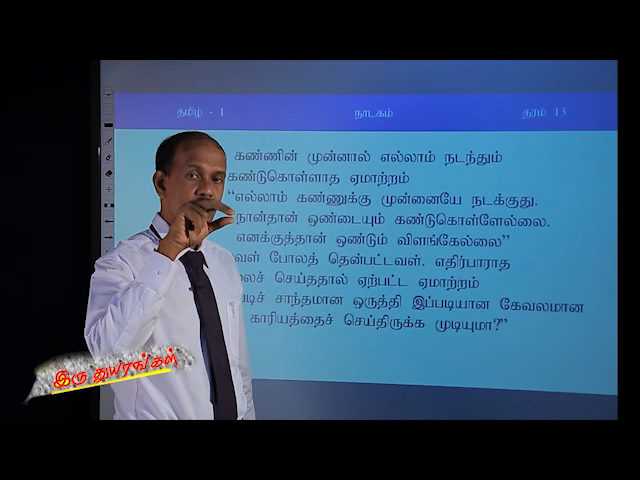 தமிழ் - 1 நாடகம் தரம் 13
கண்ணின் முன்னால் எல்லாம் நடந்தும்
கண்டுகொள்ளாத ஏமாற்றம்
“எல்லாம் கண்ணுக்கு முன்னையே நடக்குது.
நான்தான் ஒண்டையும் கண்டுகொள்ளேல்லை.
எனக்குத்தான் ஒண்டும் விளங்கேல்லை”
போலத் தென்பட்டவள். எதிர்பாராத
செய்ததால் ஏற்பட்ட ஏமாற்றம்
சாந்தமான ஒருத்தி இப்படியான கேவலமான
காரியத்தைச் செய்திருக்க முடியுமா?”
இரு துயரங்கள்